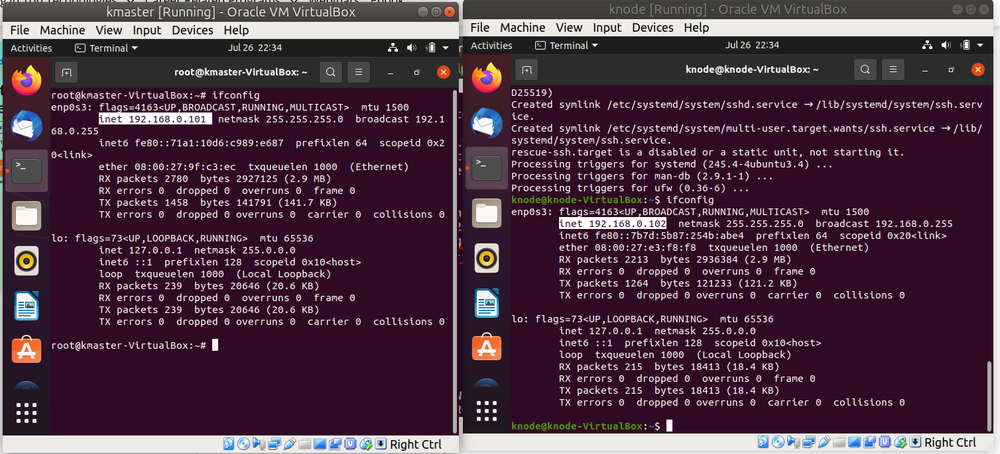 kmaster [Running] - Oracle VM VirtualBox
File Machine View Input Devices Help
Activities Terminal Jul 26 22:34
root@kmaster-VirtualBox: ~
root@kmaster-VirtualBox:~# ifconfig
enp0s3: flags=4163<UP,BROADCAST,RUNNING,MULTICAST>  mtu 1500
inet 192.168.0.101  netmask 255.255.255.0  broadcast 192.1
68.0.255
inet6 fe80::71a1:10d6:c989:e687  prefixlen 64  scopeid 0x2
0<link>
ether 08:00:27:9f:c3:ec  txqueuelen 1000  (Ethernet)
RX packets 2780  bytes 2927125 (2.9 MB)
RX errors 0  dropped 0  overruns 0  frame 0
TX packets 1458  bytes 141791 (141.7 KB)
TX errors 0  dropped 0 overruns 0  carrier 0  collisions 0
lo: flags=73<UP,LOOPBACK,RUNNING>  mtu 65536
inet 127.0.0.1  netmask 255.0.0.0
inet6 ::1  prefixlen 128  scopeid 0x10<host>
loop  txqueuelen 1000  (Local Loopback)
RX packets 239  bytes 20646 (20.6 KB)
RX errors 0  dropped 0  overruns 0  frame 0
TX packets 239  bytes 20646 (20.6 KB)
TX errors 0  dropped 0 overruns 0  carrier 0  collisions 0
root@kmaster-VirtualBox:~#
Right Ctrl
knode [Running] - Oracle VM VirtualBox
File Machine View Input Devices Help
Activities Terminal Jul 26 22:34
knode@knode-VirtualBox: ~
D25519)
Created symlink /etc/systemd/system/sshd.service → /lib/systemd/system/ssh.serv
ice.
Created symlink /etc/systemd/system/multi-user.target.wants/ssh.service → /lib/
systemd/system/ssh.service.
rescue-ssh.target is a disabled or a static unit, not starting it.
Processing triggers for systemd (245.4-4ubuntu3.4) ...
Processing triggers for man-db (2.9.1-1) ...
Processing triggers for ufw (0.36-6) ...
knode@knode-VirtualBox:~$ ifconfig
enp0s3: flags=4163<UP,BROADCAST,RUNNING,MULTICAST>  mtu 1500
inet 192.168.0.102  netmask 255.255.255.0  broadcast 192.168.0.255
inet6 fe80::7b7d:5b87:254b:abe4  prefixlen 64  scopeid 0x20<link>
ether 08:00:27:e3:f8:f8  txqueuelen 1000  (Ethernet)
RX packets 2213  bytes 2936384 (2.9 MB)
RX errors 0  dropped 0  overruns 0  frame 0
TX packets 1264  bytes 121233 (121.2 KB)
TX errors 0  dropped 0 overruns 0  carrier 0  collisions 0
lo: flags=73<UP,LOOPBACK,RUNNING>  mtu 65536
inet 127.0.0.1  netmask 255.0.0.0
inet6 ::1  prefixlen 128  scopeid 0x10<host>
loop  txqueuelen 1000  (Local Loopback)
RX packets 215  bytes 18413 (18.4 KB)
RX errors 0  dropped 0  overruns 0  frame 0
TX packets 215  bytes 18413 (18.4 KB)
TX errors 0  dropped 0 overruns 0  carrier 0  collisions 0
knode@knode-VirtualBox:~$
Right Ctrl